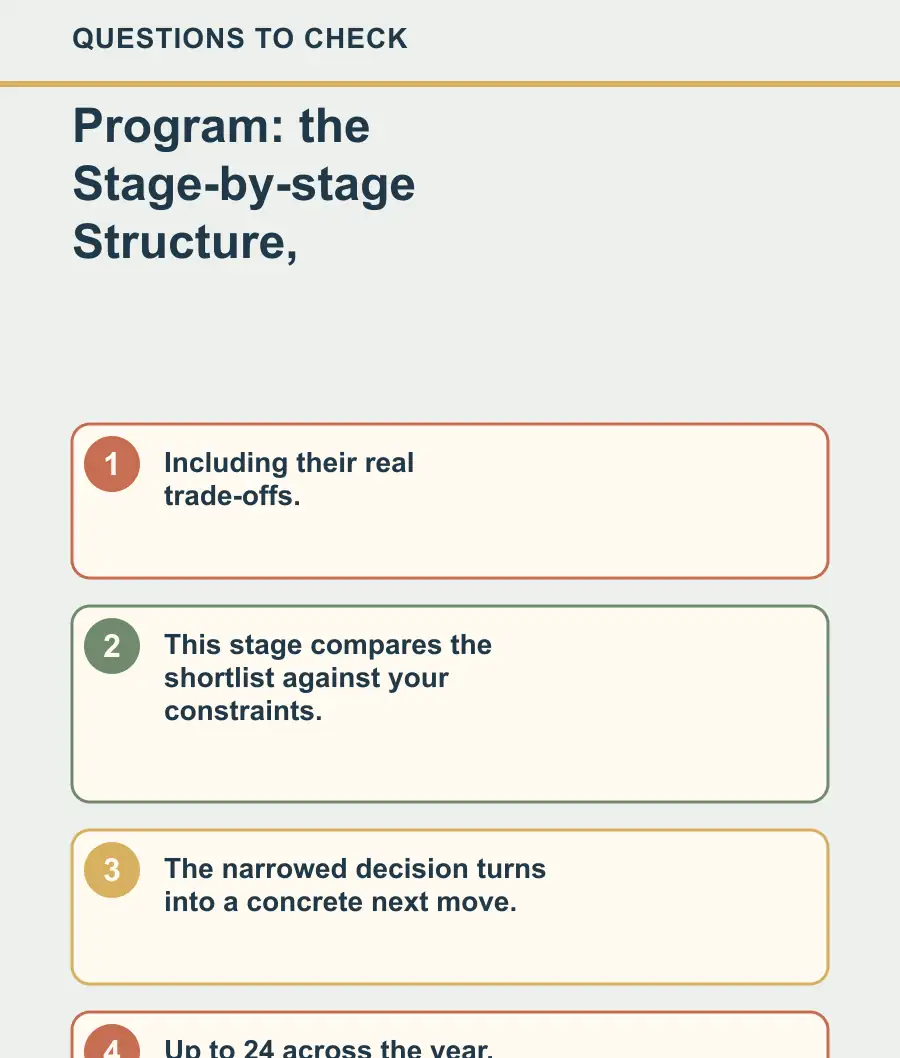 QUESTIONS TO CHECK
Program: the
Stage-by-stage
Structure,
1
Including their real
trade-offs.
2
This stage compares the
shortlist against your
constraints.
3
The narrowed decision turns
into a concrete next move.
4
Up to 24 across the year.